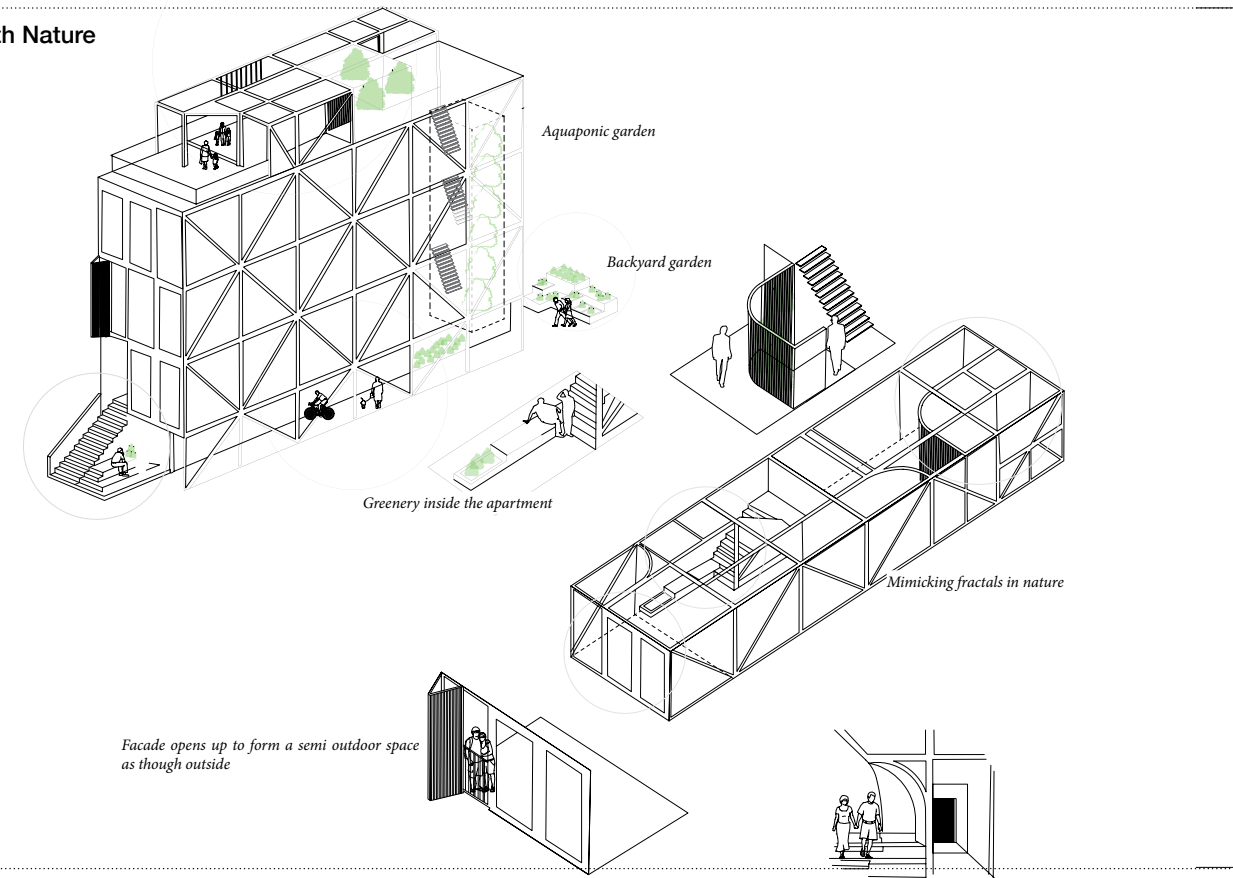 th Nature
Aquaponic garden
Backyard garden
Greenery inside the apartment
Mimicking fractals in nature
Facade opens up to form a semi outdoor space
as though outside